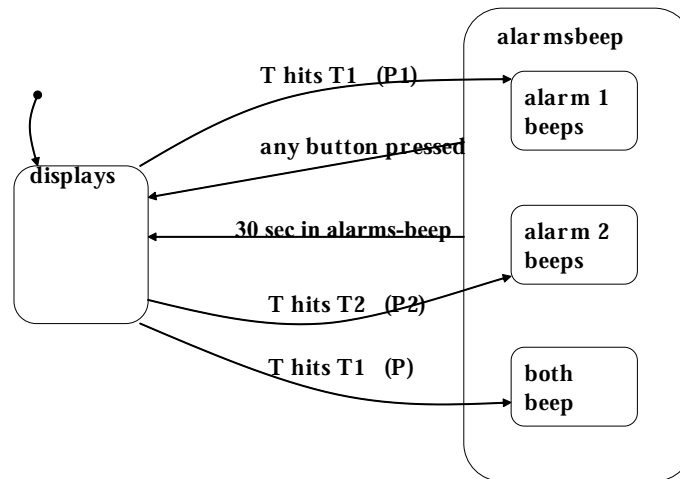 alarmsbeep
T hits T1 (P1)
alarm 1
beeps
any button pressed
displays
30 sec in alarms-beep
alarm 2
beeps
T hits T2 (P2)
T hits T1 (P)
both
beep